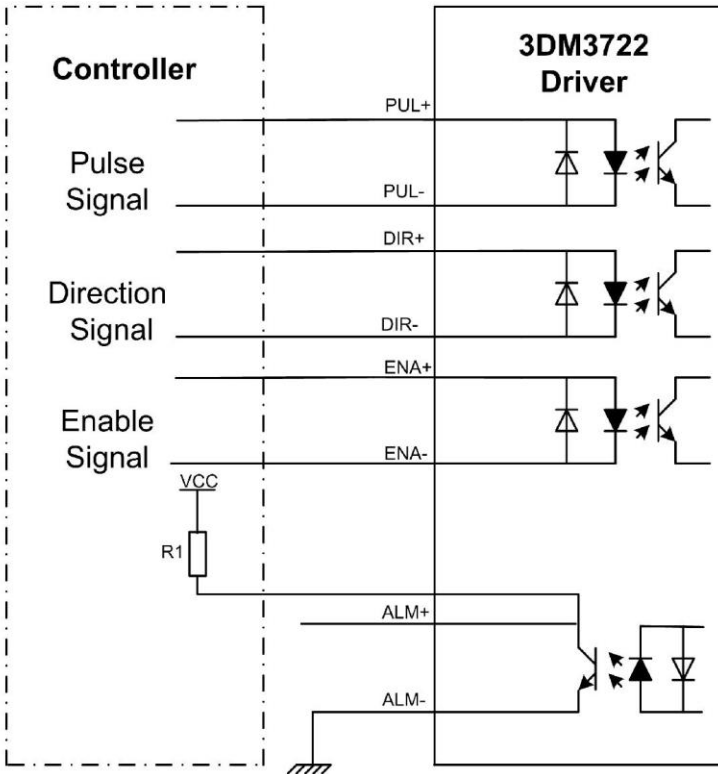 Controller
3DM3722
Driver
PUL+
Pulse
Signal
PUL-
DIR+
Direction
Signal
DIR-
ENA+
Enable
Signal
ENA-
VCC
R1
ALM+
ALM-